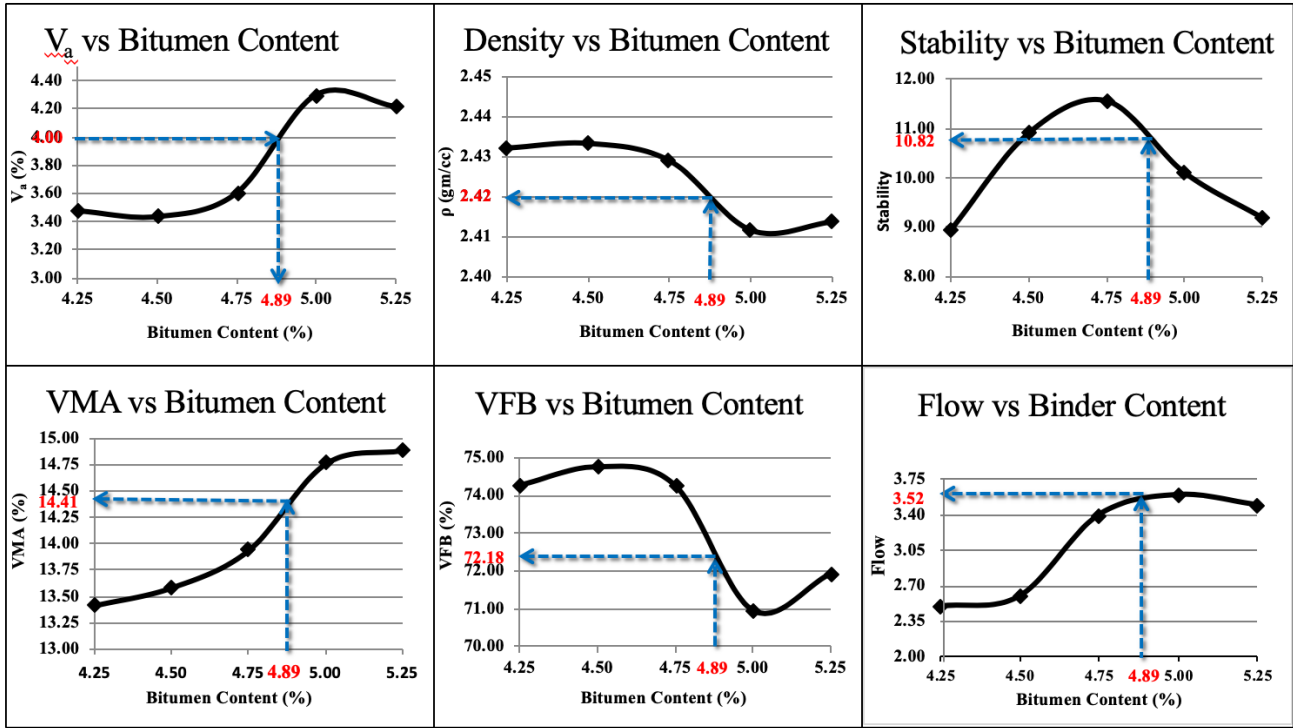 Va vs Bitumen Content
4.40
4.20
4.00
4.00
3.80
3.60
3.40
3.20
3.00
Va (%)
4.25 4.50 4.75 4.89 5.00 5.25
Bitumen Content (%)
Density vs Bitumen Content
2.45
2.44
2.43
2.42
2.42
2.41
2.40
ρ (gm/cc)
4.25 4.50 4.75 4.89 5.00 5.25
Bitumen Content (%)
Stability vs Bitumen Content
12.00
11.00
10.82
10.00
9.00
8.00
Stability
4.25 4.50 4.75 4.89 5.00 5.25
Bitumen Content (%)
VMA vs Bitumen Content
15.00
14.75
14.50
14.41
14.25
14.00
13.75
13.50
13.25
13.00
VMA (%)
4.25 4.50 4.75 4.89 5.00 5.25
Bitumen Content (%)
VFB vs Bitumen Content
75.00
74.00
73.00
72.18
72.00
71.00
70.00
VFB (%)
4.25 4.50 4.75 4.89 5.00 5.25
Bitumen Content (%)
Flow vs Binder Content
3.75
3.52
3.40
3.05
2.70
2.35
2.00
Flow
4.25 4.50 4.75 4.89 5.00 5.25
Bitumen Content (%)